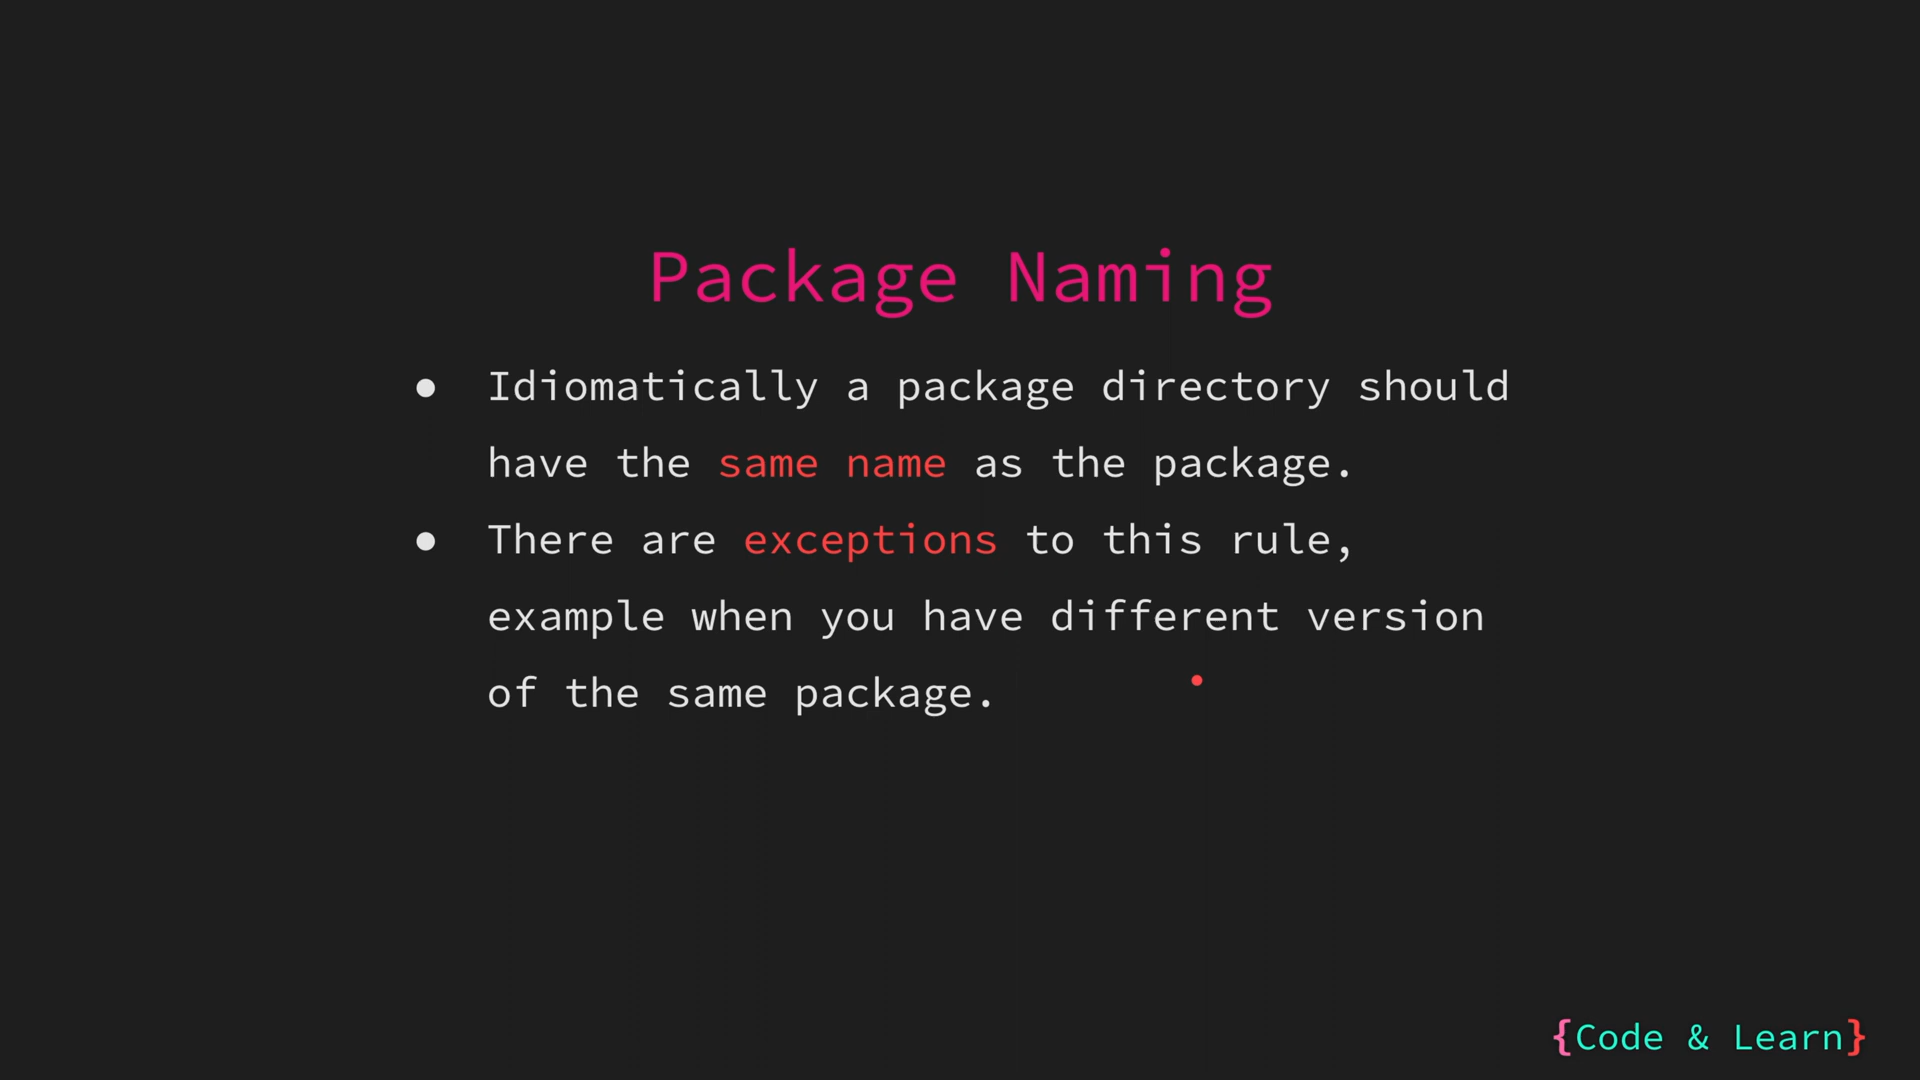 Package Naming
● Idiomatically a package directory should
have the same name as the package.
● There are exceptions to this rule,
example when you have different version
of the same package.
{Code & Learn}